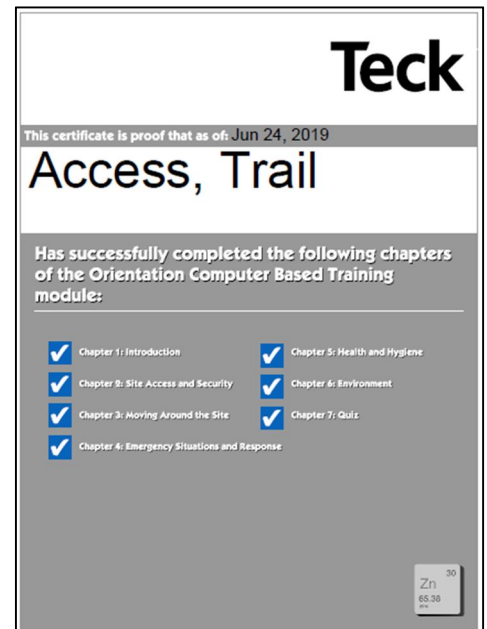 Teck
This certificate is proof that as of: Jun 24, 2019
Access, Trail
Has successfully completed the following chapters
of the Orientation Computer Based Training
module:
Chapter 1: Introduction
Chapter 2: Site Access and Security
Chapter 3: Moving Around the Site
Chapter 4: Emergency Situations and Response
Chapter 5: Health and Hygiene
Chapter 6: Environment
Chapter 7: Quiz
30
Zn
65.38